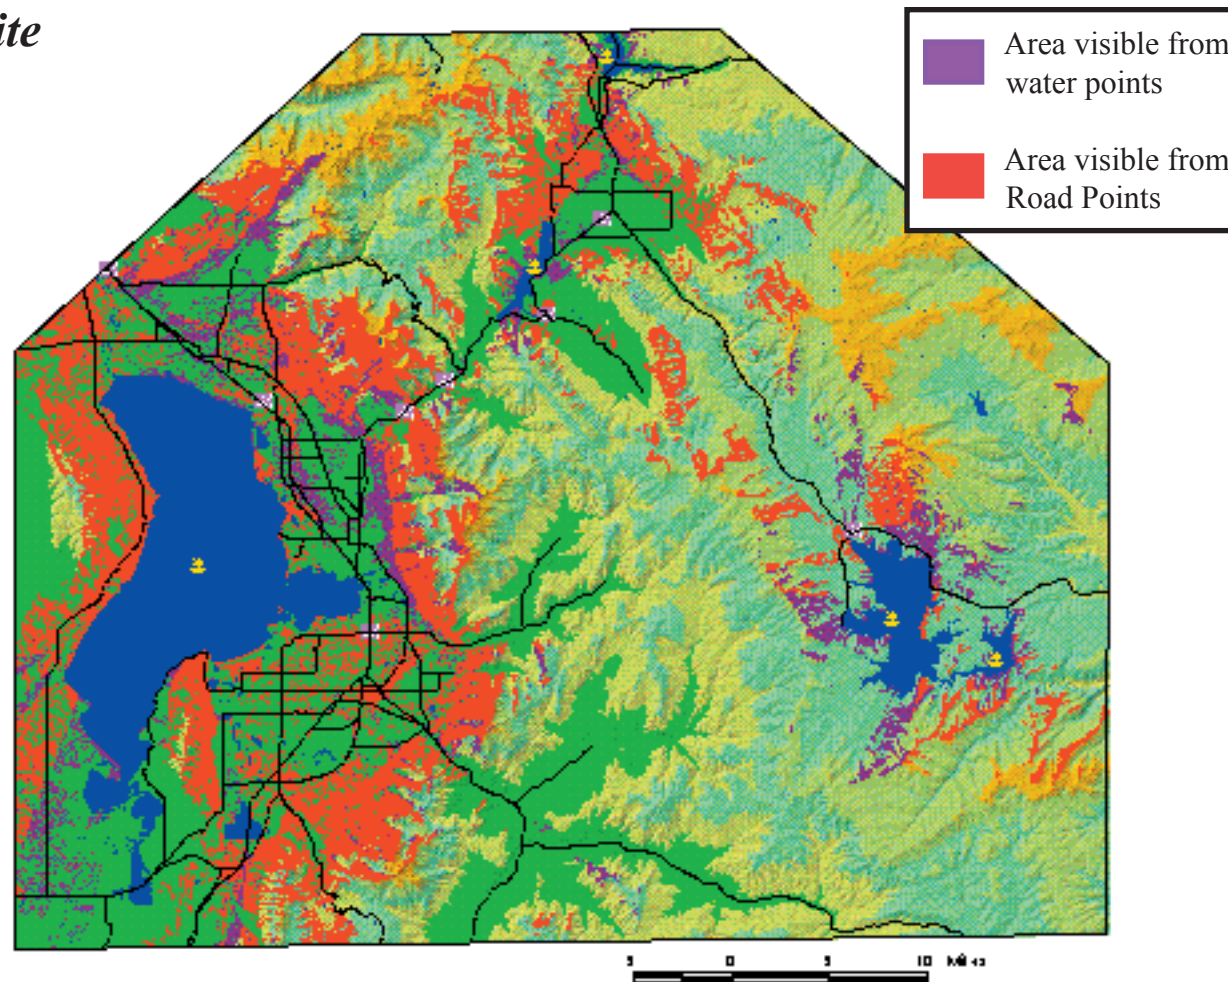 ite
Area visible from
water points
Area visible from
Road Points
5 0 5 10